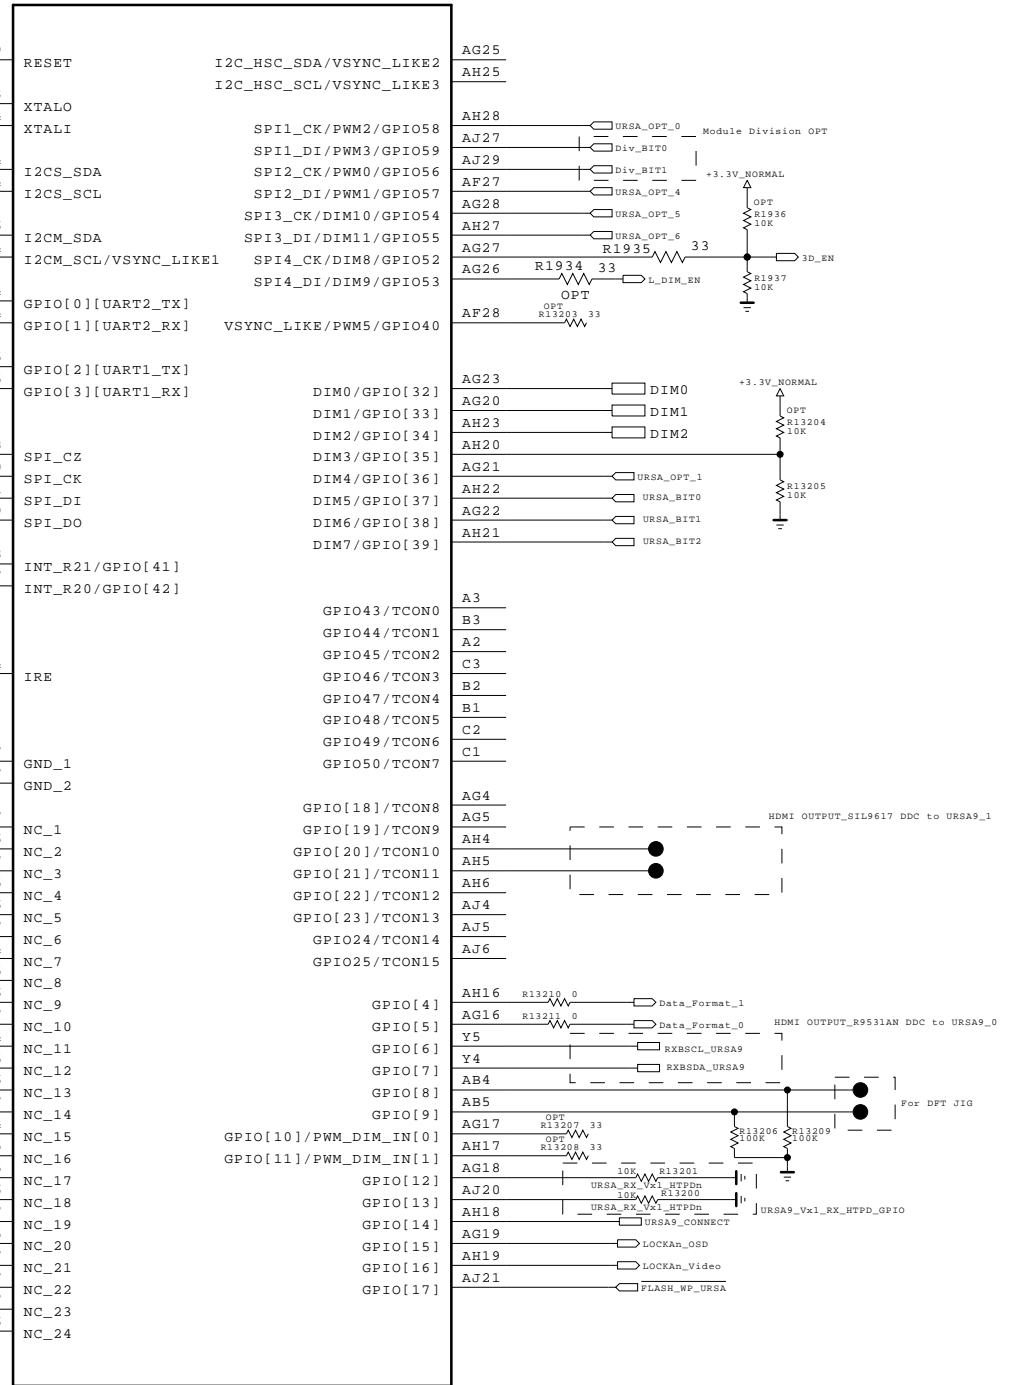 RESET
XTALO
XTALI
I2CS_SDA
I2CS_SCL
I2CM_SDA
I2CM_SCL/VSYNC_LIKE1
GPIO[0][UART2_TX]
GPIO[1][UART2_RX]
GPIO[2][UART1_TX]
GPIO[3][UART1_RX]
SPI_CZ
SPI_CK
SPI_DI
SPI_DO
INT_R21/GPIO[41]
INT_R20/GPIO[42]
IRE
GND_1
GND_2
NC_1
NC_2
NC_3
NC_4
NC_5
NC_6
NC_7
NC_8
NC_9
NC_10
NC_11
NC_12
NC_13
NC_14
NC_15
NC_16
NC_17
NC_18
NC_19
NC_20
NC_21
NC_22
NC_23
NC_24
I2C_HSC_SDA/VSYNC_LIKE2 AG25
I2C_HSC_SCL/VSYNC_LIKE3 AH25
SPI1_CK/PWM2/GPIO58 AH28 URSA_OPT_0
SPI1_DI/PWM3/GPIO59 AJ27 Div_BIT0
SPI2_CK/PWM0/GPIO56 AJ29 Div_BIT1
SPI2_DI/PWM1/GPIO57 AF27 URSA_OPT_4
SPI3_CK/DIM10/GPIO54 AG28 URSA_OPT_5
SPI3_DI/DIM11/GPIO55 AH27 URSA_OPT_6
SPI4_CK/DIM8/GPIO52 AG27 R1935 33 3D_EN
SPI4_DI/DIM9/GPIO53 AG26 R1934 33 L_DIM_EN
OPT
VSYNC_LIKE/PWM5/GPIO40 AF28 OPT
R13203 33
Module Division OPT
+3.3V_NORMAL
OPT
R1936
10K
R1937
10K
DIM0/GPIO[32] AG23 DIM0
DIM1/GPIO[33] AG20 DIM1
DIM2/GPIO[34] AH23 DIM2
DIM3/GPIO[35] AH20
DIM4/GPIO[36] AG21 URSA_OPT_1
DIM5/GPIO[37] AH22 URSA_BIT0
DIM6/GPIO[38] AG22 URSA_BIT1
DIM7/GPIO[39] AH21 URSA_BIT2
+3.3V_NORMAL
OPT
R13204
10K
R13205
10K
GPIO43/TCON0 A3
GPIO44/TCON1 B3
GPIO45/TCON2 A2
GPIO46/TCON3 C3
GPIO47/TCON4 B2
GPIO48/TCON5 B1
GPIO49/TCON6 C2
GPIO50/TCON7 C1
GPIO[18]/TCON8 AG4
GPIO[19]/TCON9 AG5
GPIO[20]/TCON10 AH4
GPIO[21]/TCON11 AH5
GPIO[22]/TCON12 AH6
GPIO[23]/TCON13 AJ4
GPIO24/TCON14 AJ5
GPIO25/TCON15 AJ6
HDMI OUTPUT_SIL9617 DDC to URSA9_1
GPIO[4] AH16 R13210 0 Data_Format_1
GPIO[5] AG16 R13211 0 Data_Format_0
HDMI OUTPUT_R9531AN DDC to URSA9_0
GPIO[6] Y5 RXBSCL_URSA9
GPIO[7] Y4 RXBSDA_URSA9
GPIO[8] AB4
GPIO[9] AB5
For DFT JIG
R13206
100K
R13209
100K
GPIO[10]/PWM_DIM_IN[0] AG17 OPT
R13207 33
GPIO[11]/PWM_DIM_IN[1] AH17 OPT
R13208 33
GPIO[12] AG18 10K R13201
URSA_RX_Vx1_HTPDn
GPIO[13] AJ20 10K R13200
URSA_RX_Vx1_HTPDn
URSA9_Vx1_RX_HTPD_GPIO
GPIO[14] AH18 URSA9_CONNECT
GPIO[15] AG19 LOCKAn_OSD
GPIO[16] AH19 LOCKAn_Video
GPIO[17] AJ21 FLASH_WP_URSA